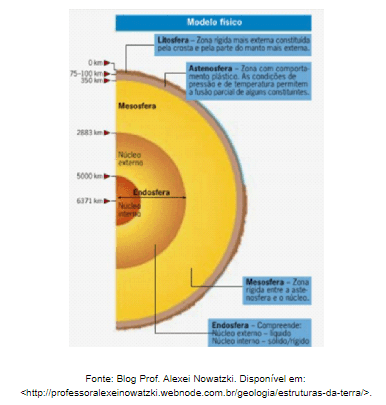 Modelo físico
Litosfera – Zona rígida mais externa constituída
pela crosta e pela parte do manto mais externa.
Astenosfera – Zona com comporta-
mento plástico. As condições de
pressão e de temperatura permitem
a fusão parcial de alguns constituintes.
0 km
75–100 km
350 km
Mesosfera
2883 km
Núcleo
externo
5000 km
Endosfera
6371 km
Núcleo
interno
Mesosfera – Zona
rígida entre a aste-
nosfera e o núcleo.
Endosfera – Compreende:
Núcleo externo – líquido
Núcleo interno – sólido/rígido
Fonte: Blog Prof. Alexei Nowatzki. Disponível em:
<http://professoralexeinowatzki.webnode.com.br/geologia/estruturas-da-terra/>.